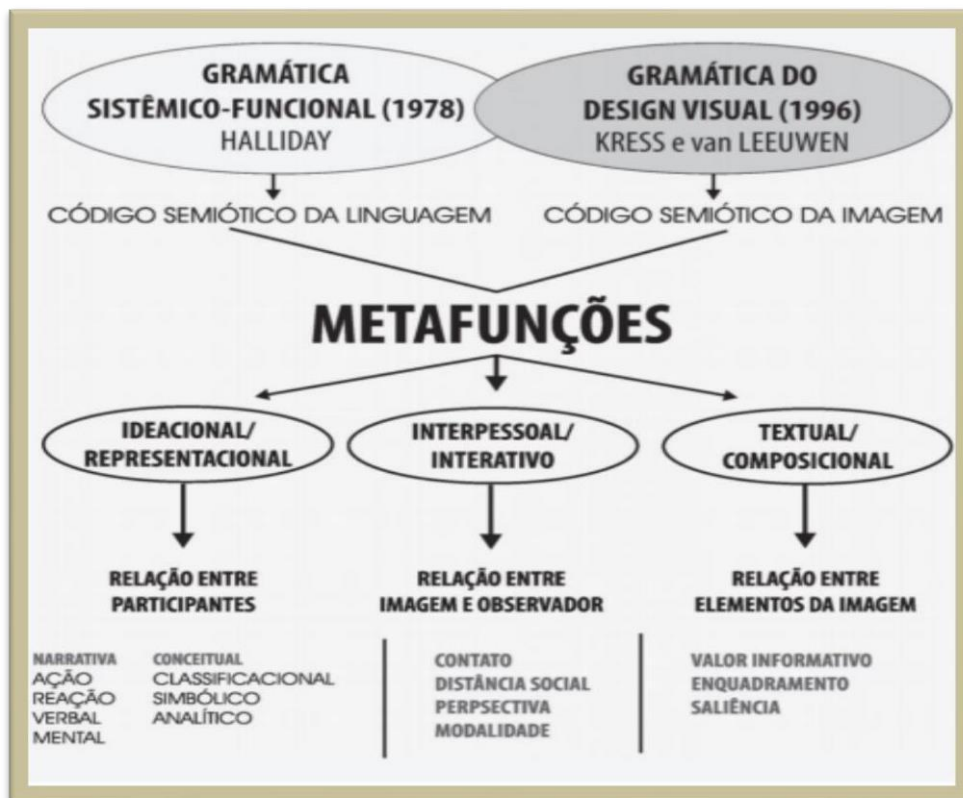 GRAMÁTICA
SISTÊMICO-FUNCIONAL (1978)
HALLIDAY
GRAMÁTICA DO
DESIGN VISUAL (1996)
KRESS e van LEEUWEN
CÓDIGO SEMIÓTICO DA LINGUAGEM
CÓDIGO SEMIÓTICO DA IMAGEM
METAFUNÇÕES
IDEACIONAL/
REPRESENTACIONAL
INTERPESSOAL/
INTERATIVO
TEXTUAL/
COMPOSICIONAL
RELAÇÃO ENTRE
PARTICIPANTES
RELAÇÃO ENTRE
IMAGEM E OBSERVADOR
RELAÇÃO ENTRE
ELEMENTOS DA IMAGEM
NARRATIVA
AÇÃO
REAÇÃO
VERBAL
MENTAL
CONCEITUAL
CLASSIFICACIONAL
SIMBÓLICO
ANALÍTICO
CONTATO
DISTÂNCIA SOCIAL
PERPSECTIVA
MODALIDADE
VALOR INFORMATIVO
ENQUADRAMENTO
SALIÊNCIA